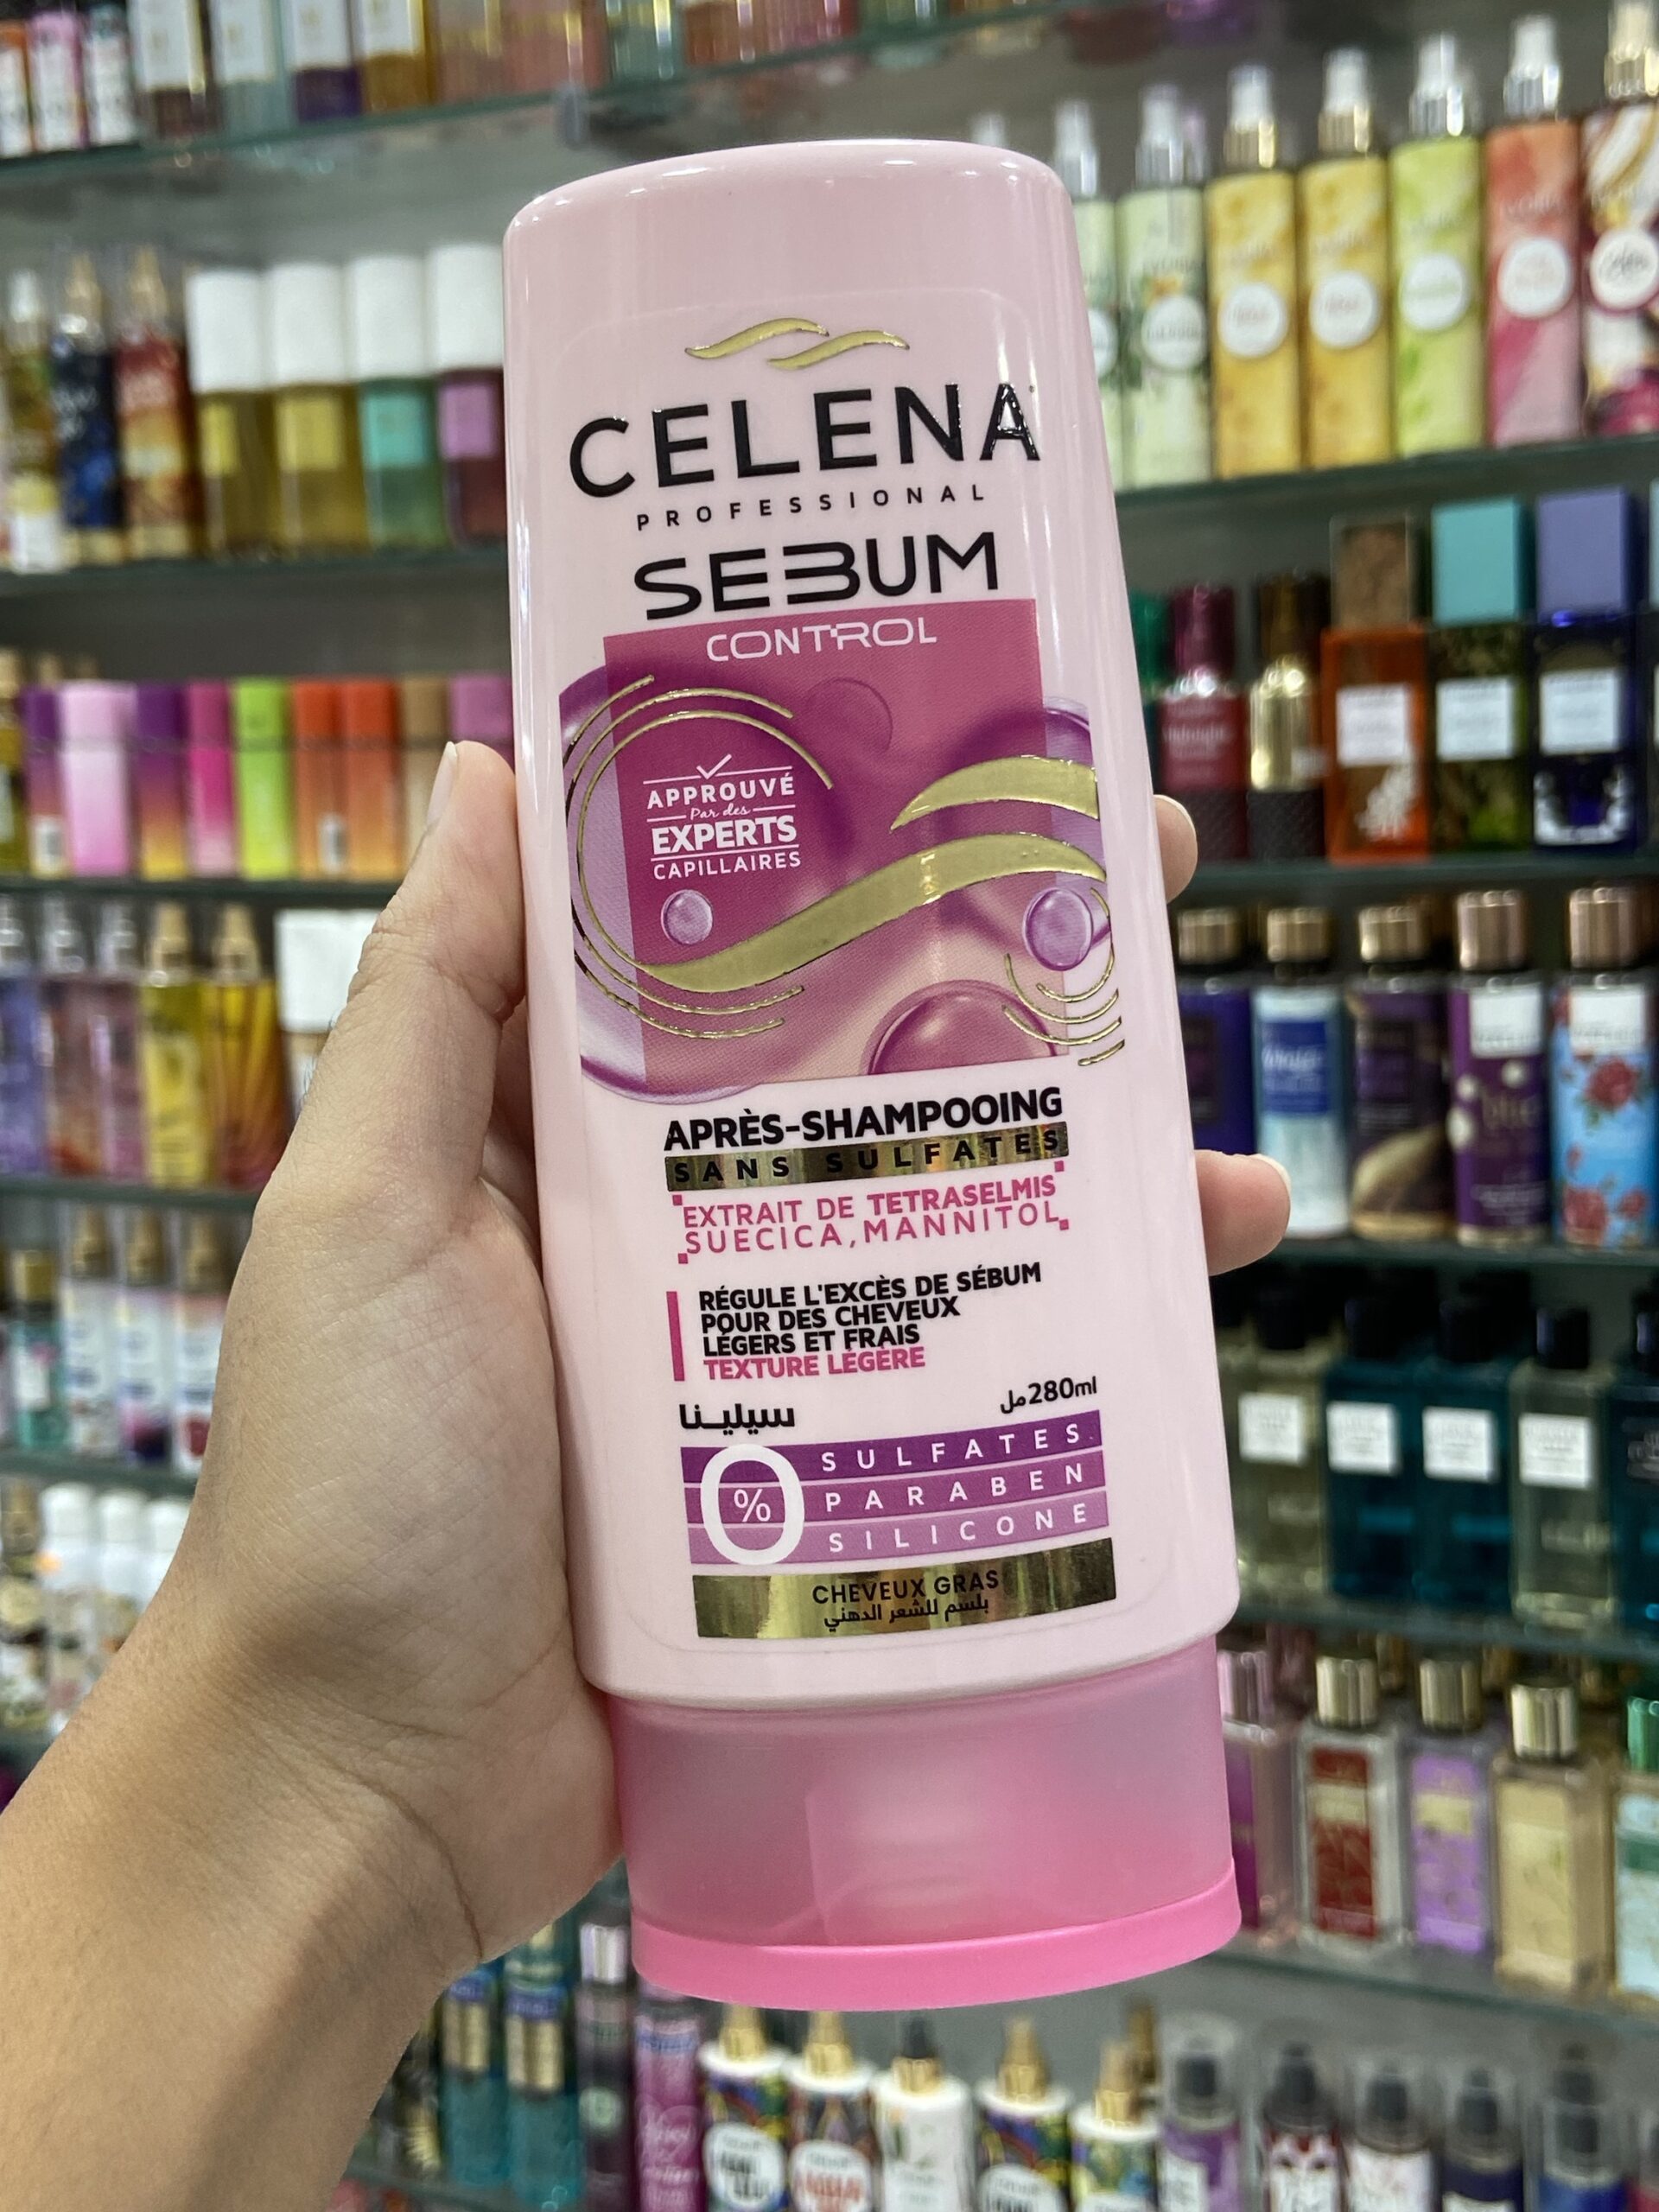 CELENA
PROFESSIONAL
SEBUM
CONTROL
APPROUVÉ
Par des
EXPERTS
CAPILLAIRES
APRÈS-SHAMPOOING
SANS SULFATES
EXTRAIT DE TETRASELMIS
SUECICA, MANNITOL
RÉGULE L'EXCÈS DE SÉBUM
POUR DES CHEVEUX
LÉGERS ET FRAIS
TEXTURE LÉGÈRE
سيلينا
280ml مل
0% SULFATES
PARABEN
SILICONE
CHEVEUX GRAS
بلسم للشعر الدهني